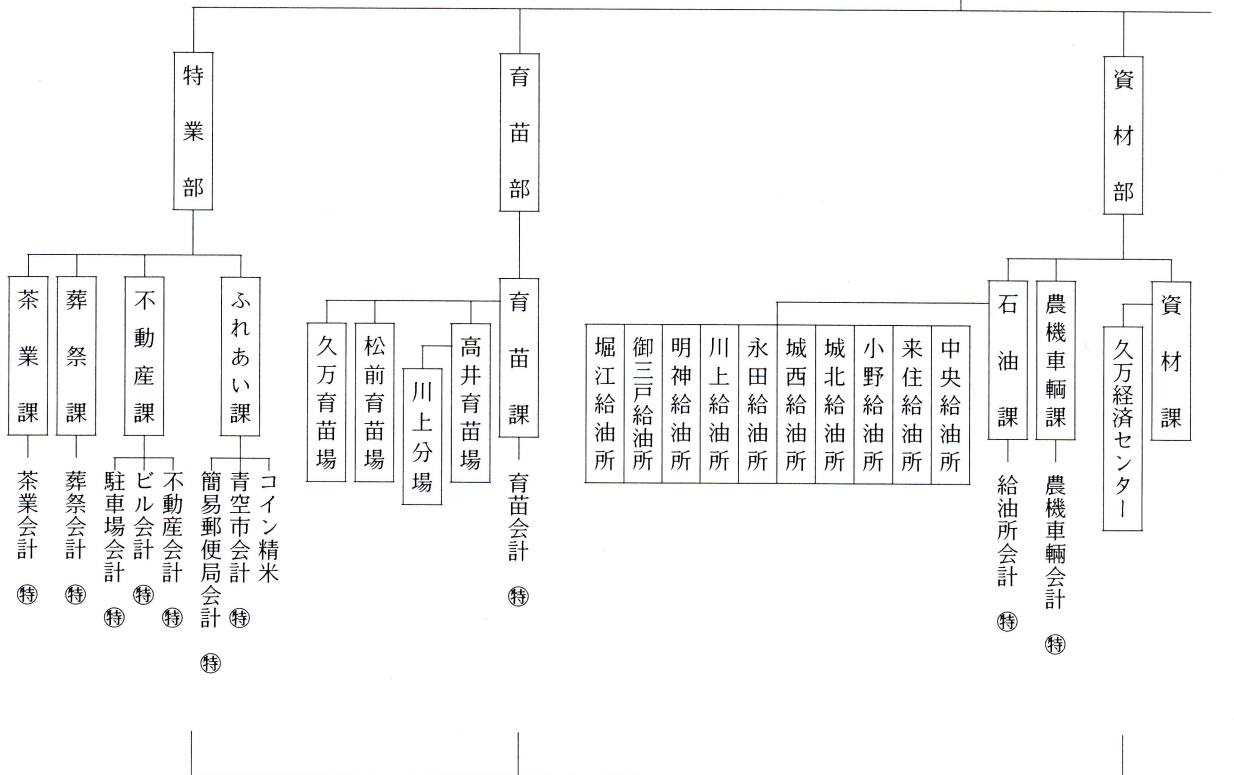 資材部
資材課
久万経済センター
農機車輌課
農機車輌会計 ㊕
石油課
給油所会計 ㊕
中央給油所
来住給油所
小野給油所
城北給油所
城西給油所
永田給油所
川上給油所
明神給油所
御三戸給油所
堀江給油所
育苗部
育苗課
育苗会計 ㊕
高井育苗場
川上分場
松前育苗場
久万育苗場
特業部
ふれあい課
コイン精米
青空市会計 ㊕
簡易郵便局会計 ㊕
不動産課
不動産会計 ㊕
ビル会計 ㊕
駐車場会計 ㊕
葬祭課
葬祭会計 ㊕
茶業課
茶業会計 ㊕